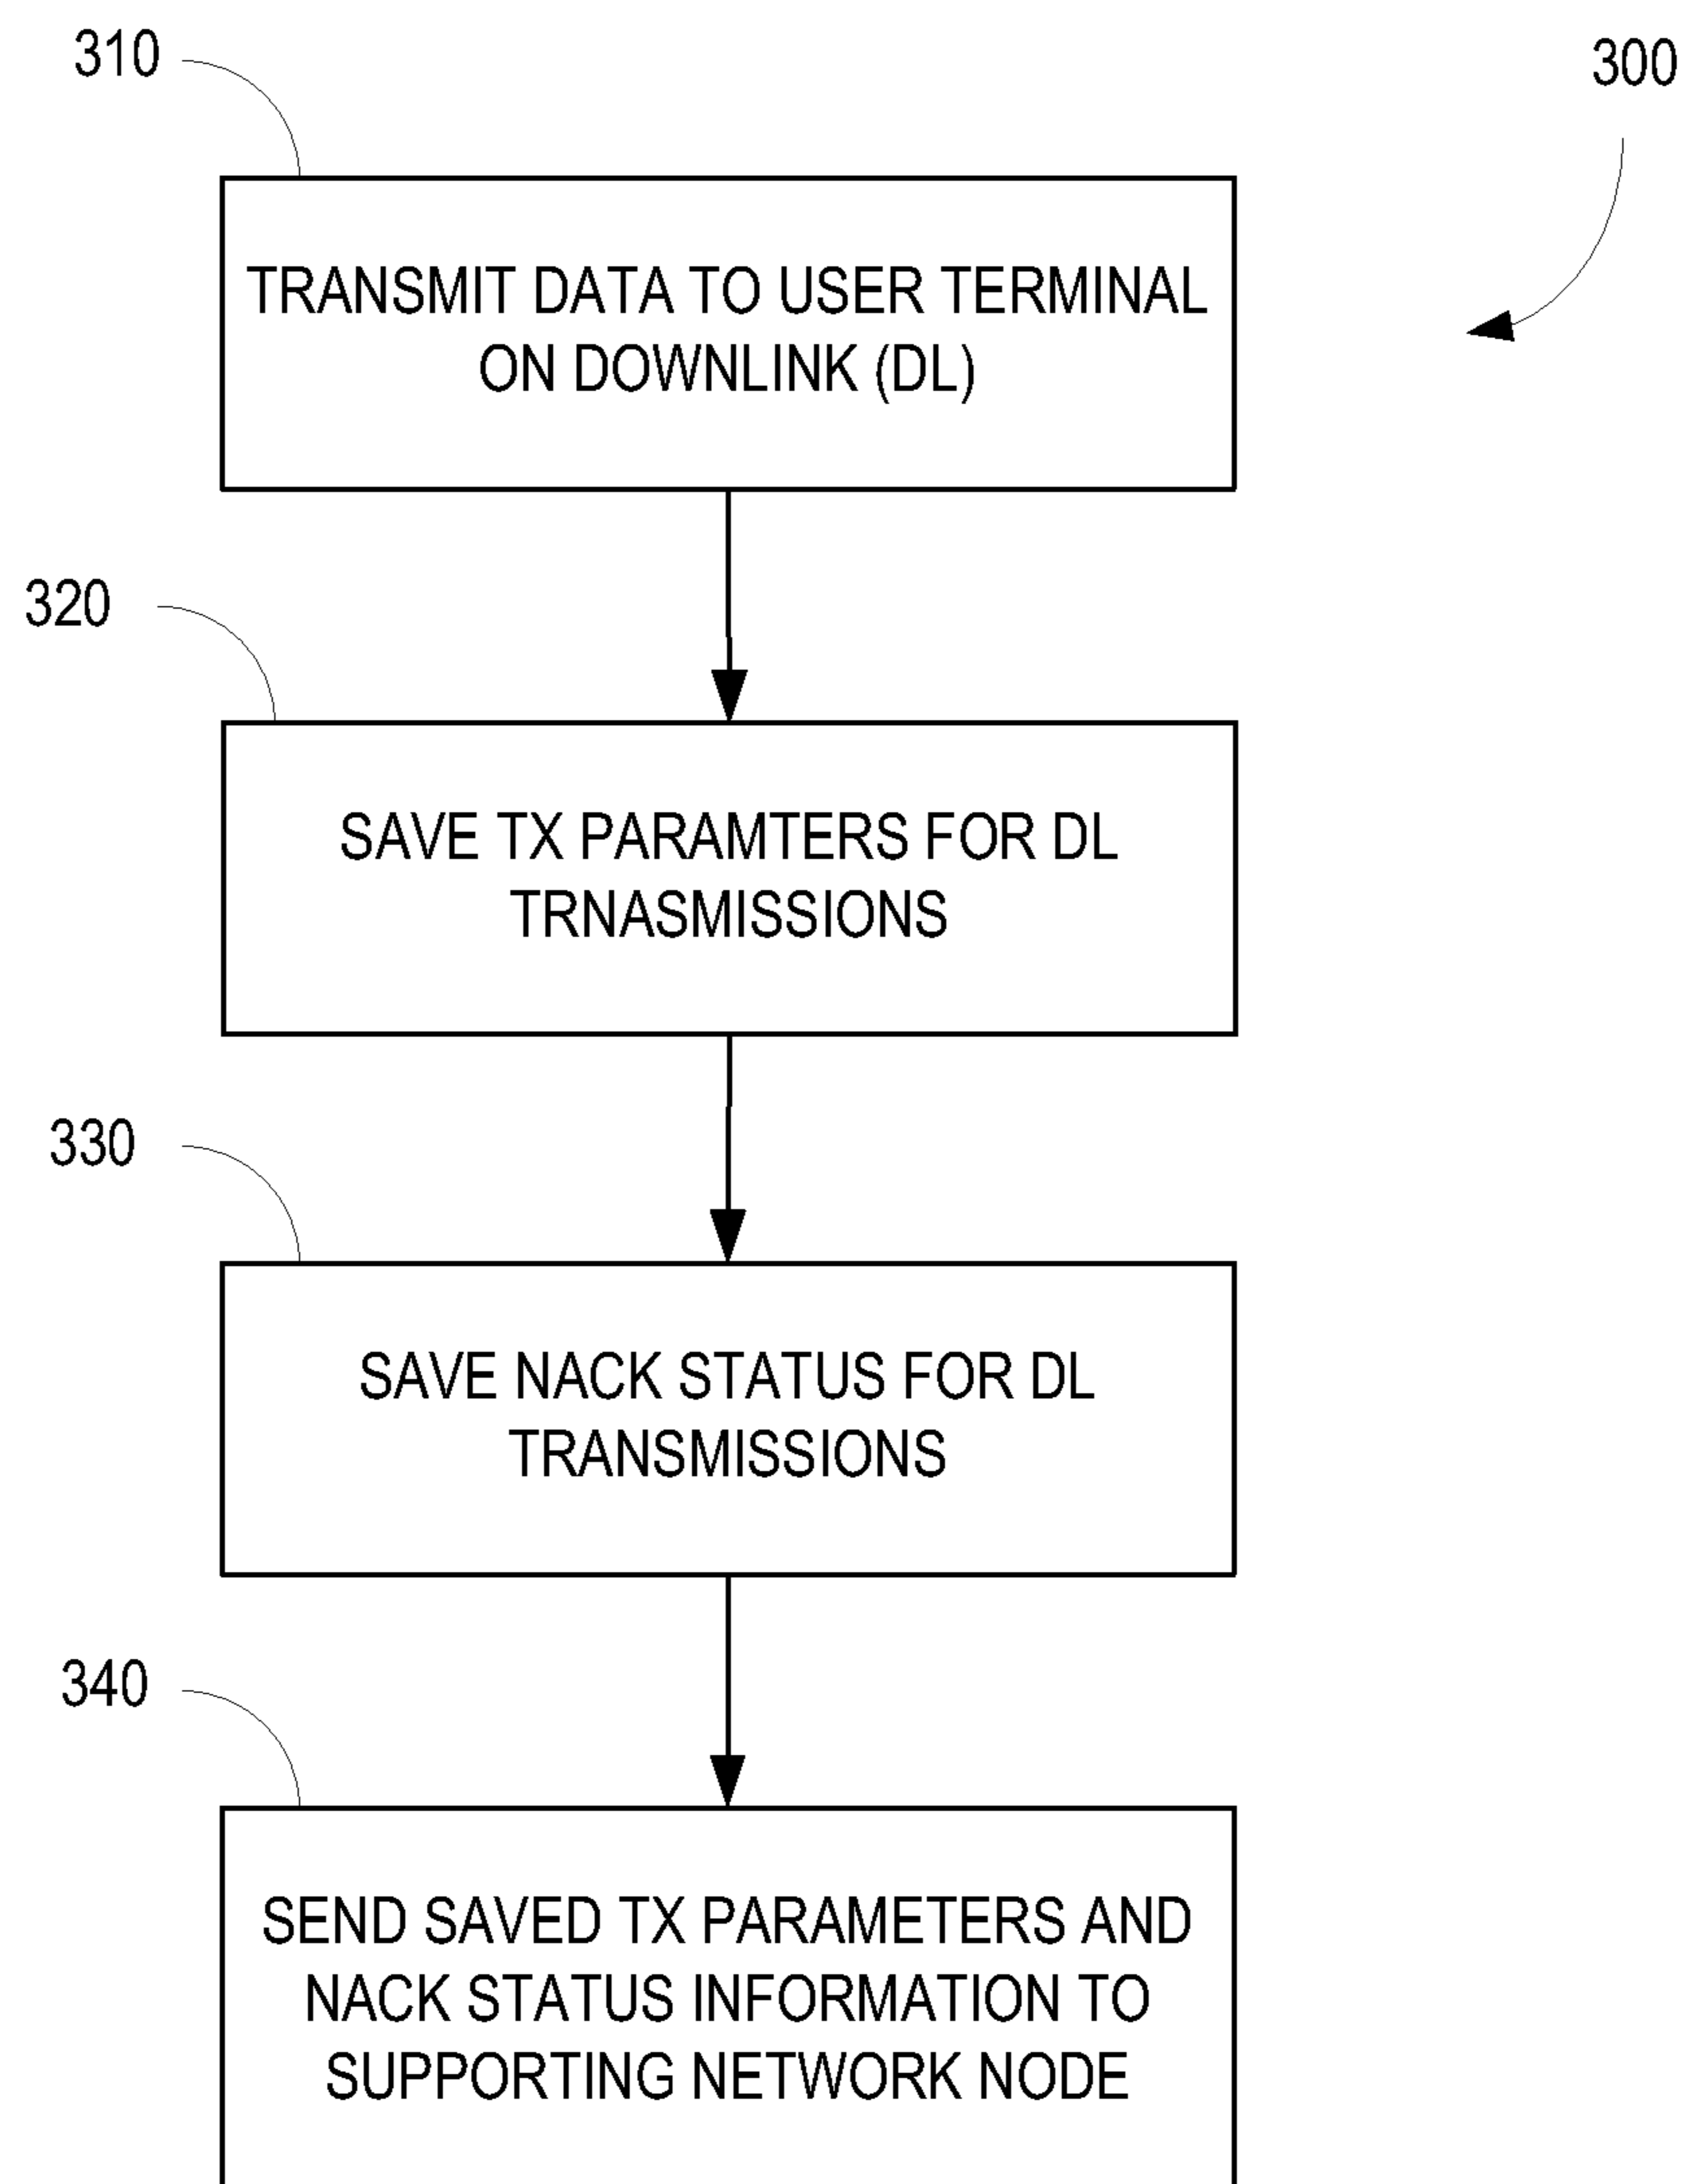 310
300
TRANSMIT DATA TO USER TERMINAL
ON DOWNLINK (DL)
320
SAVE TX PARAMTERS FOR DL
TRNASMISSIONS
330
SAVE NACK STATUS FOR DL
TRANSMISSIONS
340
SEND SAVED TX PARAMETERS AND
NACK STATUS INFORMATION TO
SUPPORTING NETWORK NODE